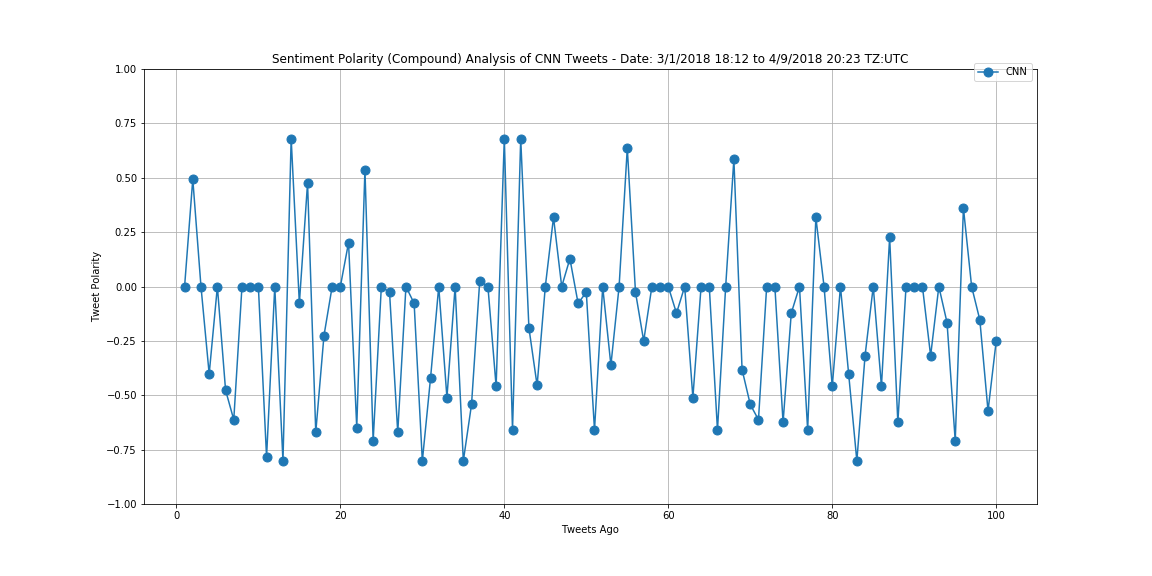 Sentiment Polarity (Compound) Analysis of CNN Tweets - Date: 3/1/2018 18:12 to 4/9/2018 20:23 TZ:UTC
CNN
1.00
0.75
0.50
0.25
0.00
−0.25
−0.50
−0.75
−1.00
Tweet Polarity
0 20 40 60 80 100
Tweets Ago